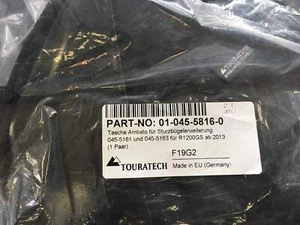 PART-NO: 01-045-5816-0
Tasche Ambato für Sturzbügelerweiterung
045-5161 und 045-5163 für R1200GS ab 2013
(1 Paar)
F19G2
TOURATECH
Made in EU (Germany)